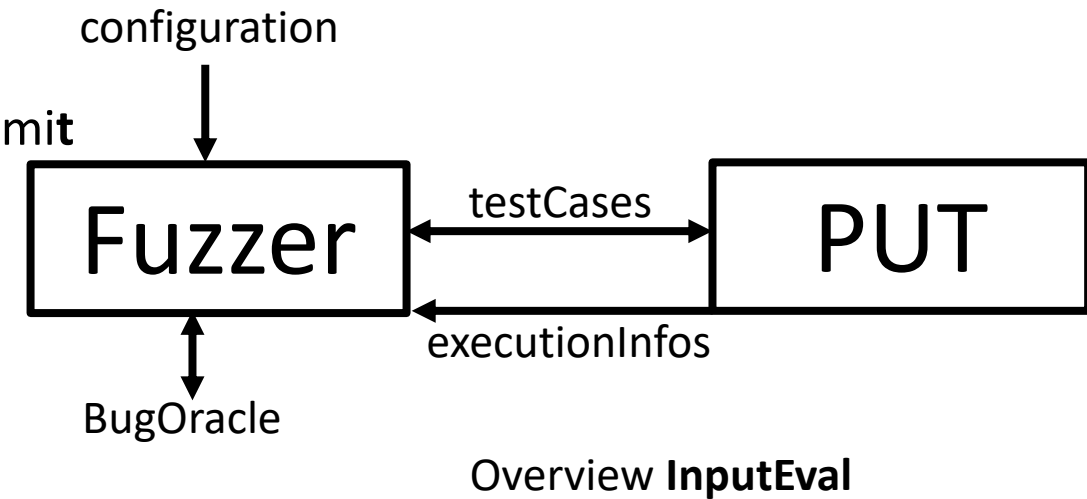 configuration
mit
Fuzzer
testCases
PUT
executionInfos
BugOracle
Overview InputEval